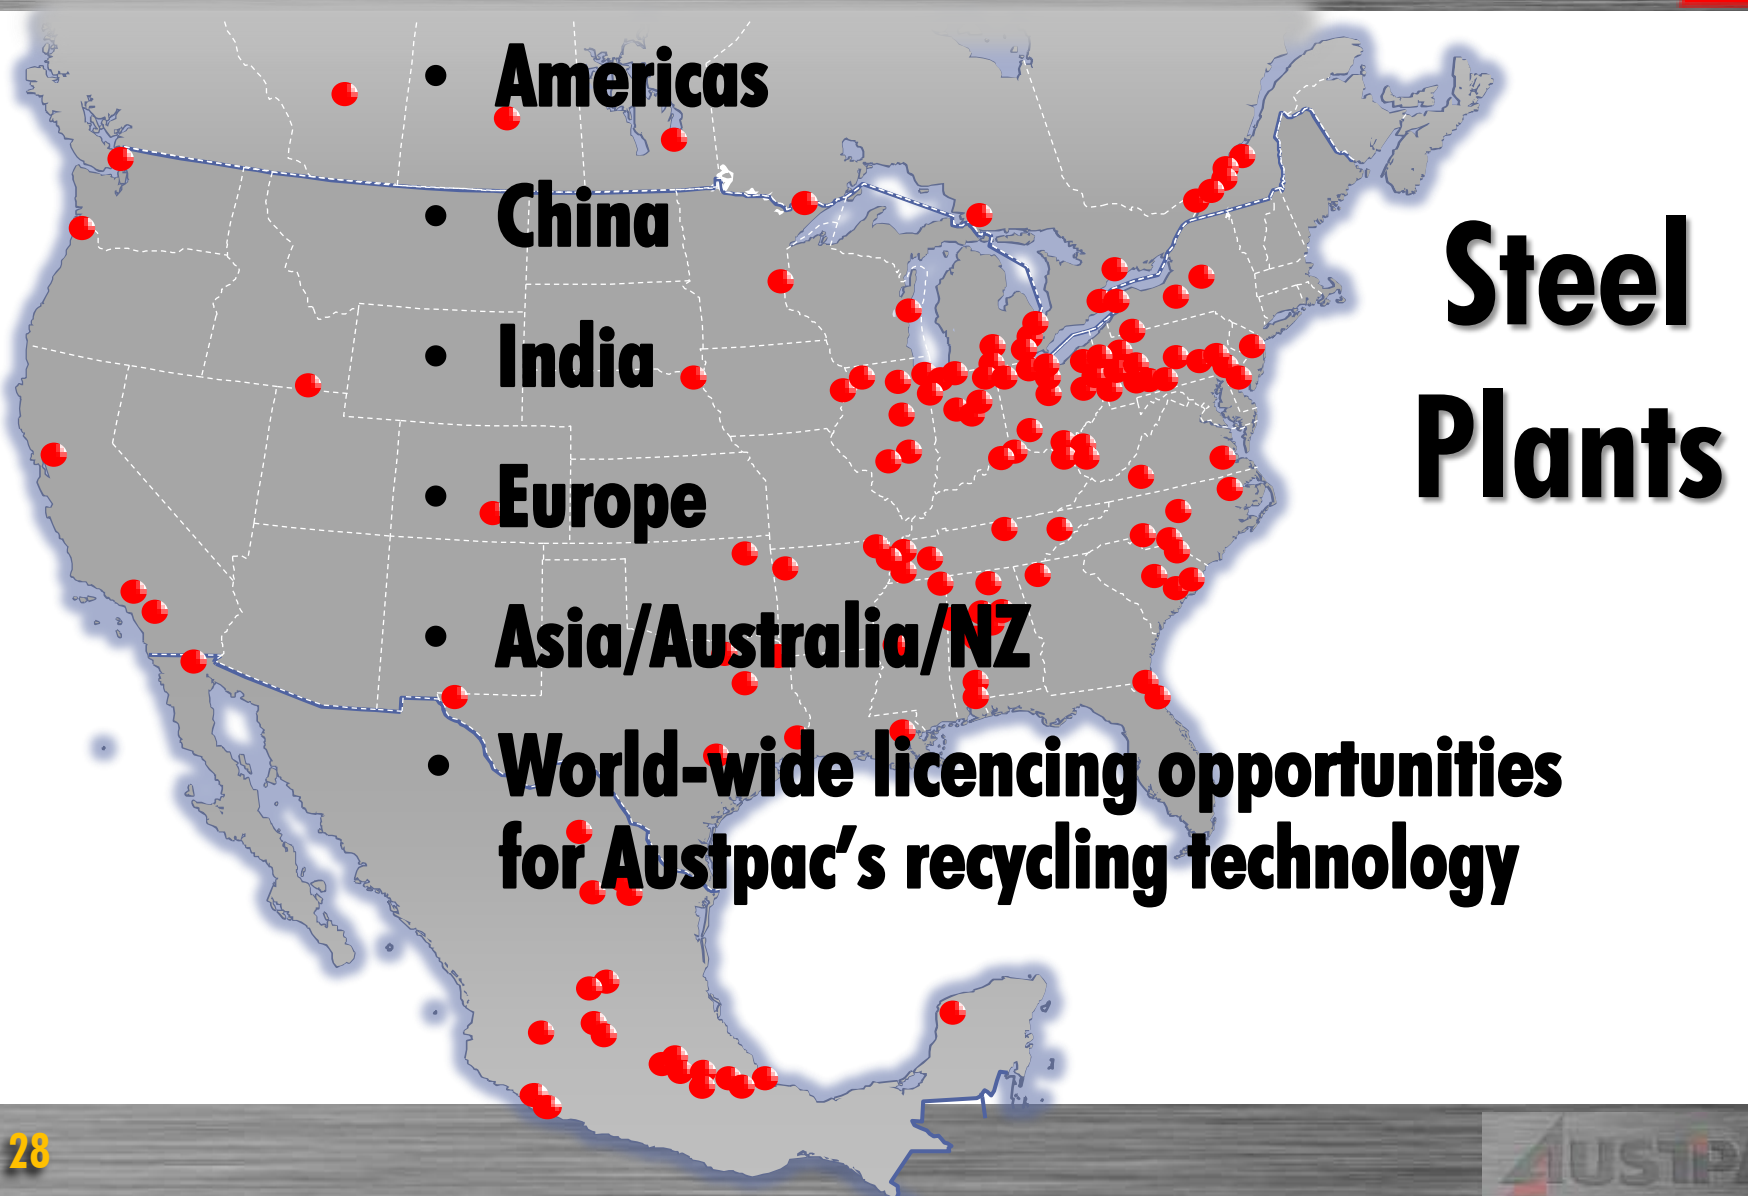 • Americas
• China
• India
• Europe
• Asia/Australia/NZ
• World-wide licencing opportunities
for Austpac’s recycling technology
Steel
Plants
28